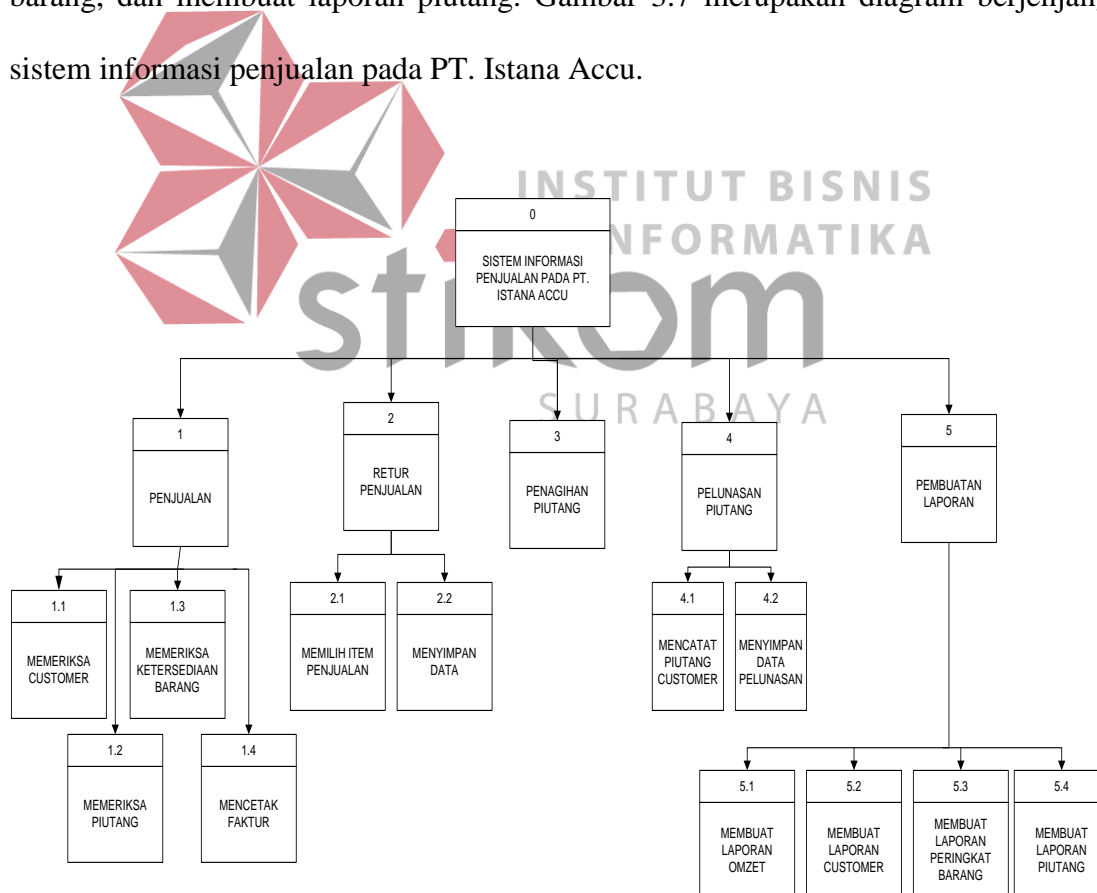 barang, dan membuat laporan piutang. Gambar 3.7 merupakan diagram berjenjang
sistem informasi penjualan pada PT. Istana Accu.
INSTITUT BISNIS
NFORMATIKA
stikom
SURABAYA
0
SISTEM INFORMASI
PENJUALAN PADA PT.
ISTANA ACCU
1
PENJUALAN
2
RETUR
PENJUALAN
3
PENAGIHAN
PIUTANG
4
PELUNASAN
PIUTANG
5
PEMBUATAN
LAPORAN
1.1
MEMERIKSA
CUSTOMER
1.3
MEMERIKSA
KETERSEDIAAN
BARANG
2.1
MEMILIH ITEM
PENJUALAN
2.2
MENYIMPAN
DATA
4.1
MENCATAT
PIUTANG
CUSTOMER
4.2
MENYIMPAN
DATA
PELUNASAN
1.2
MEMERIKSA
PIUTANG
1.4
MENCETAK
FAKTUR
5.1
MEMBUAT
LAPORAN
OMZET
5.2
MEMBUAT
LAPORAN
CUSTOMER
5.3
MEMBUAT
LAPORAN
PERINGKAT
BARANG
5.4
MEMBUAT
LAPORAN
PIUTANG